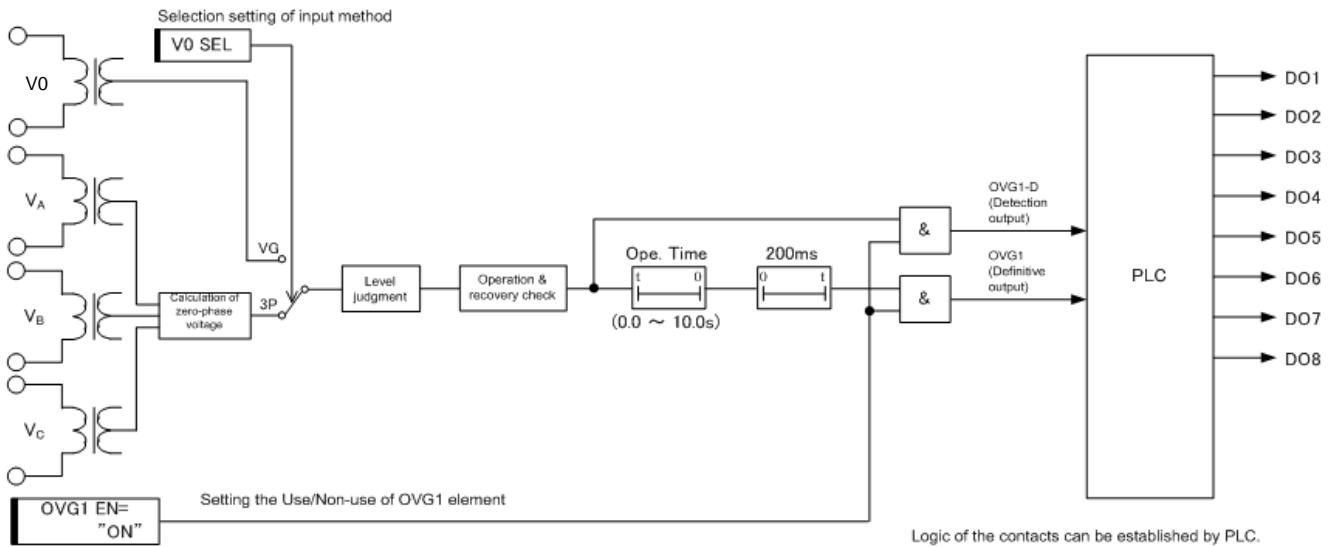 Selection setting of input method
V0 SEL
V0
VA
VB
VC
VG
3P
Calculation of
zero-phase
voltage
Level
judgment
Operation &
recovery check
Ope. Time
t 0
(0.0 ~ 10.0s)
200ms
0 t
&
&
OVG1-D
(Detection
output)
OVG1
(Definitive
output)
PLC
DO1
DO2
DO3
DO4
DO5
DO6
DO7
DO8
OVG1 EN=
"ON"
Setting the Use/Non-use of OVG1 element
Logic of the contacts can be established by PLC.